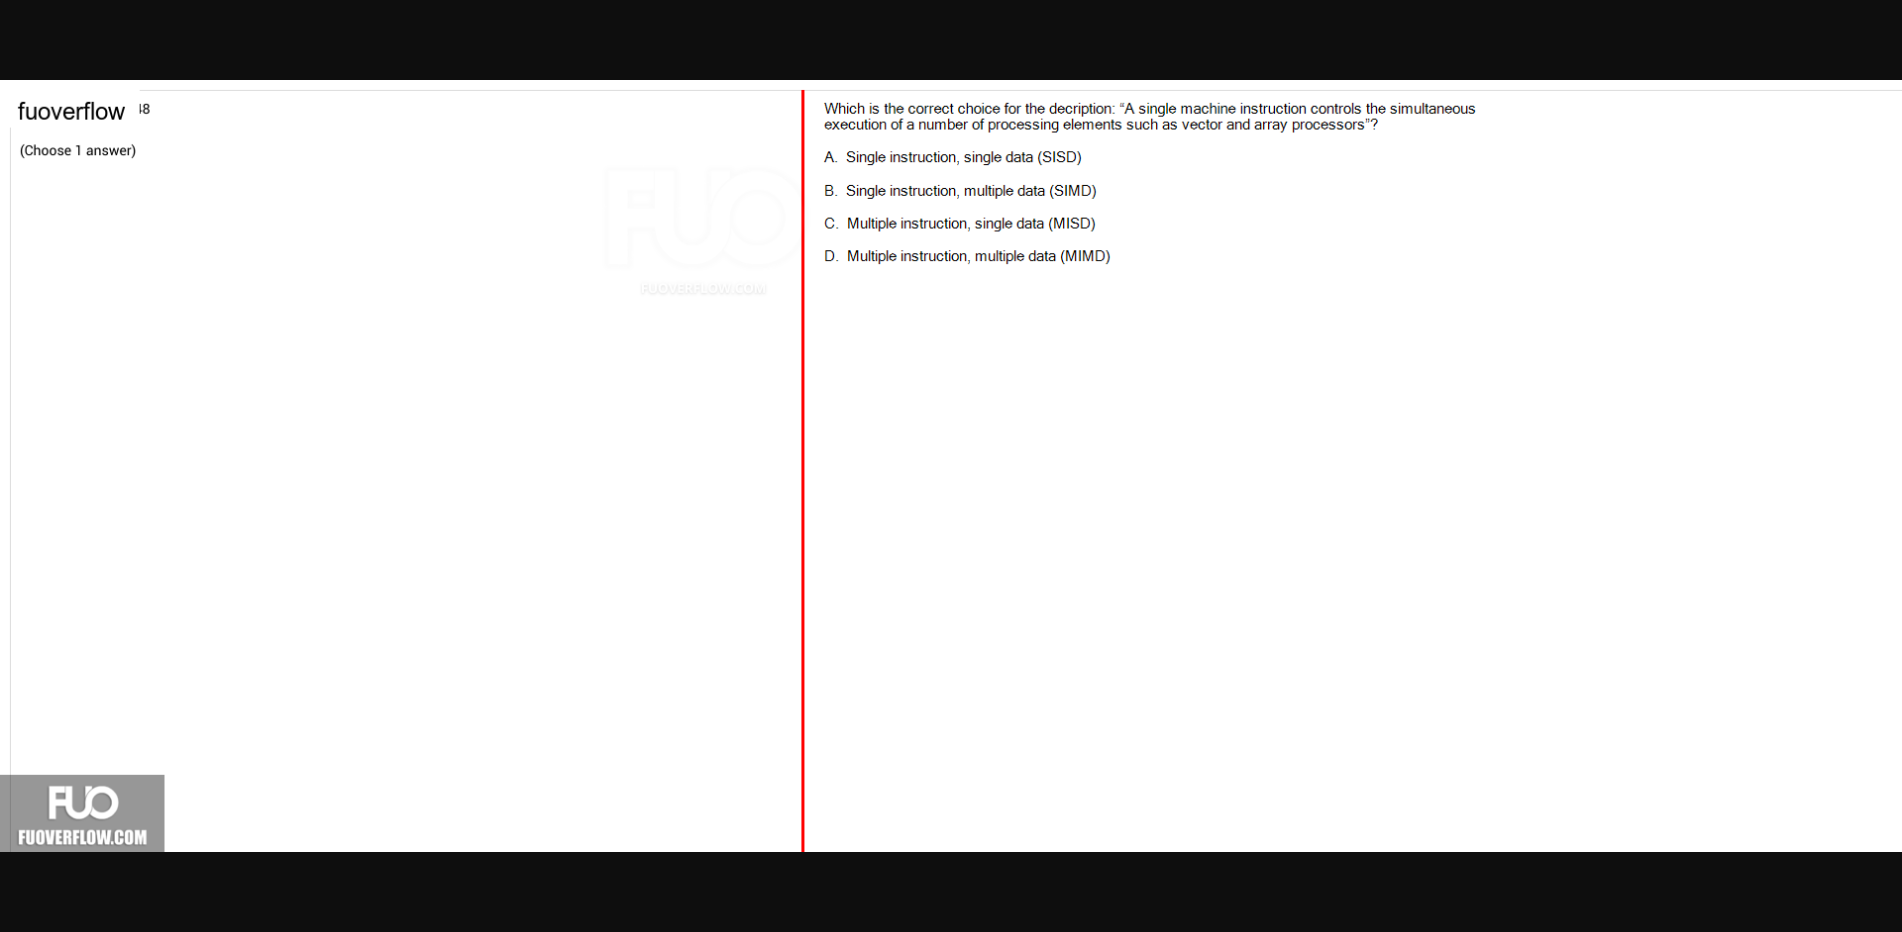 fuoverflow
48
(Choose 1 answer)
FUO
FUOVERFLOW.COM
Which is the correct choice for the decription: “A single machine instruction controls the simultaneous
execution of a number of processing elements such as vector and array processors”?
A. Single instruction, single data (SISD)
B. Single instruction, multiple data (SIMD)
C. Multiple instruction, single data (MISD)
D. Multiple instruction, multiple data (MIMD)
FUO
FUOVERFLOW.COM